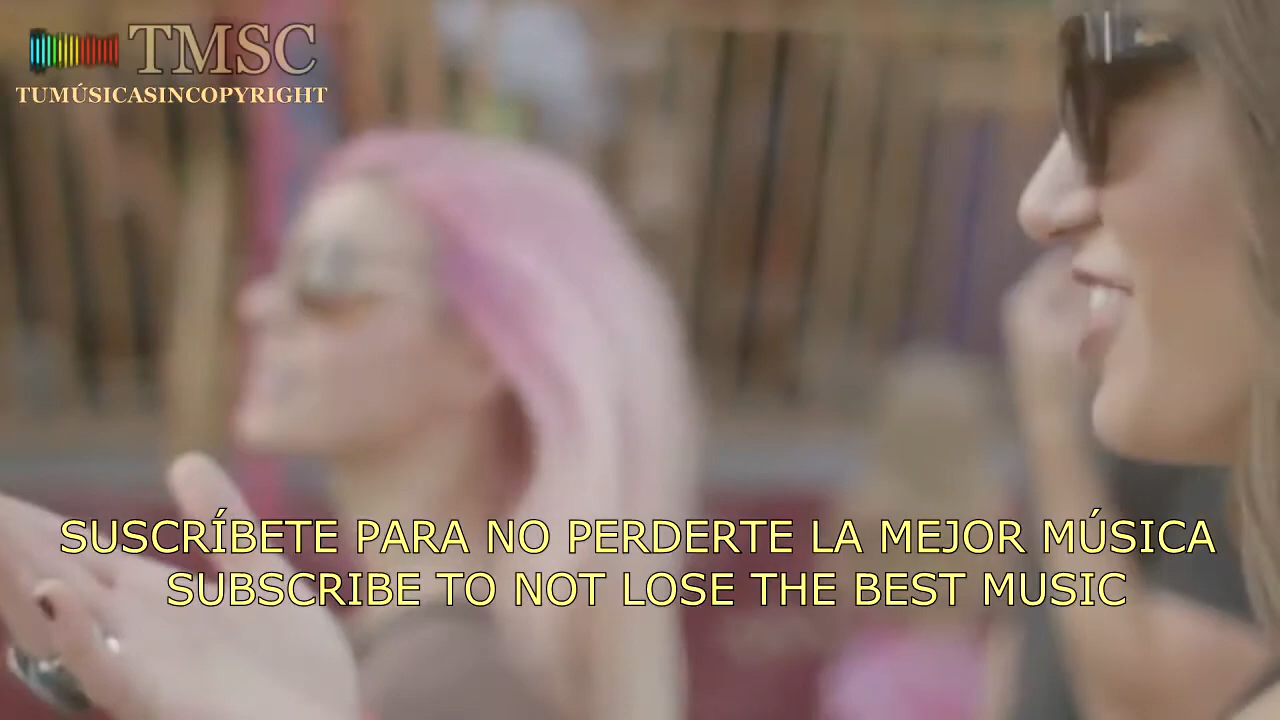 TMSC
TUMÚSICASINCOPYRIGHT
SUSCRÍBETE PARA NO PERDERTE LA MEJOR MÚSICA
SUBSCRIBE TO NOT LOSE THE BEST MUSIC